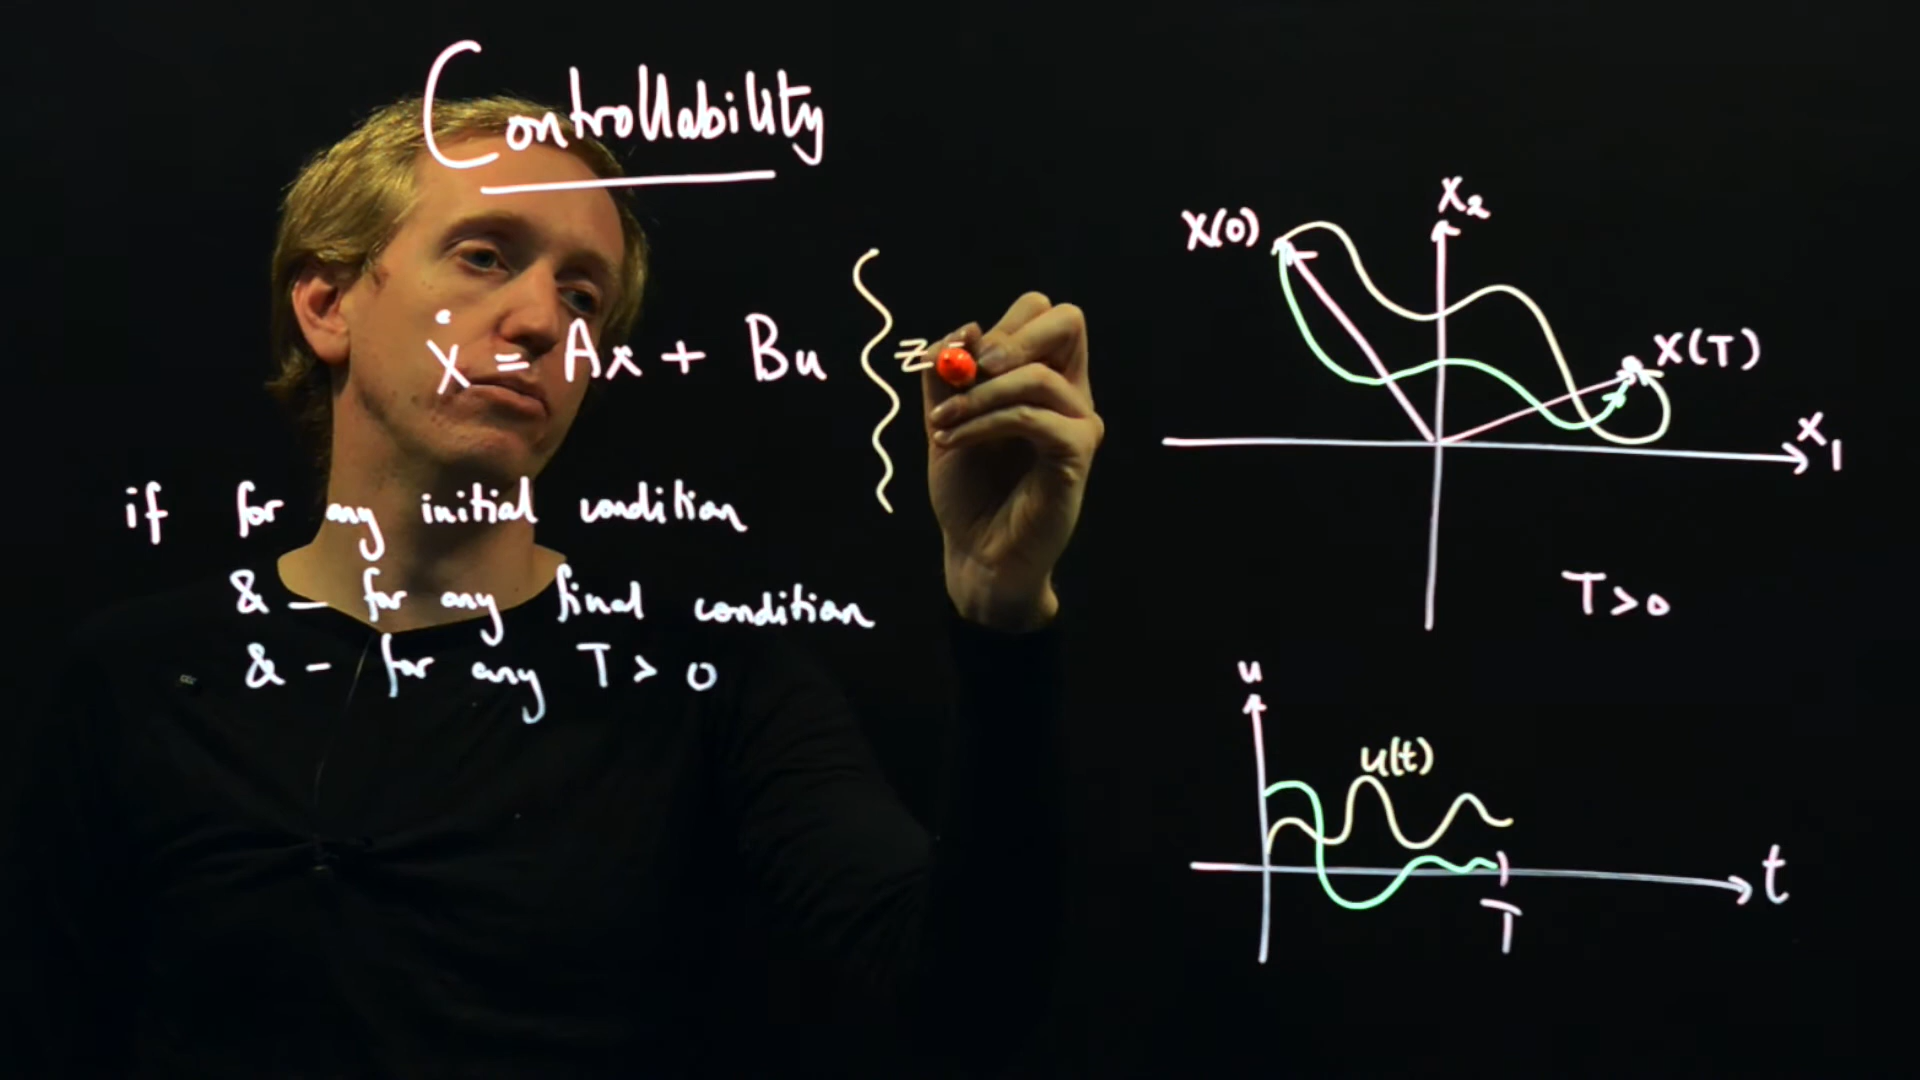 Controllability
ẋ = Ax + Bu
z
if for any initial condition
& – for any final condition
& – for any T > 0
x₂
x(0)
x(T)
x₁
T > 0
u
u(t)
t
T